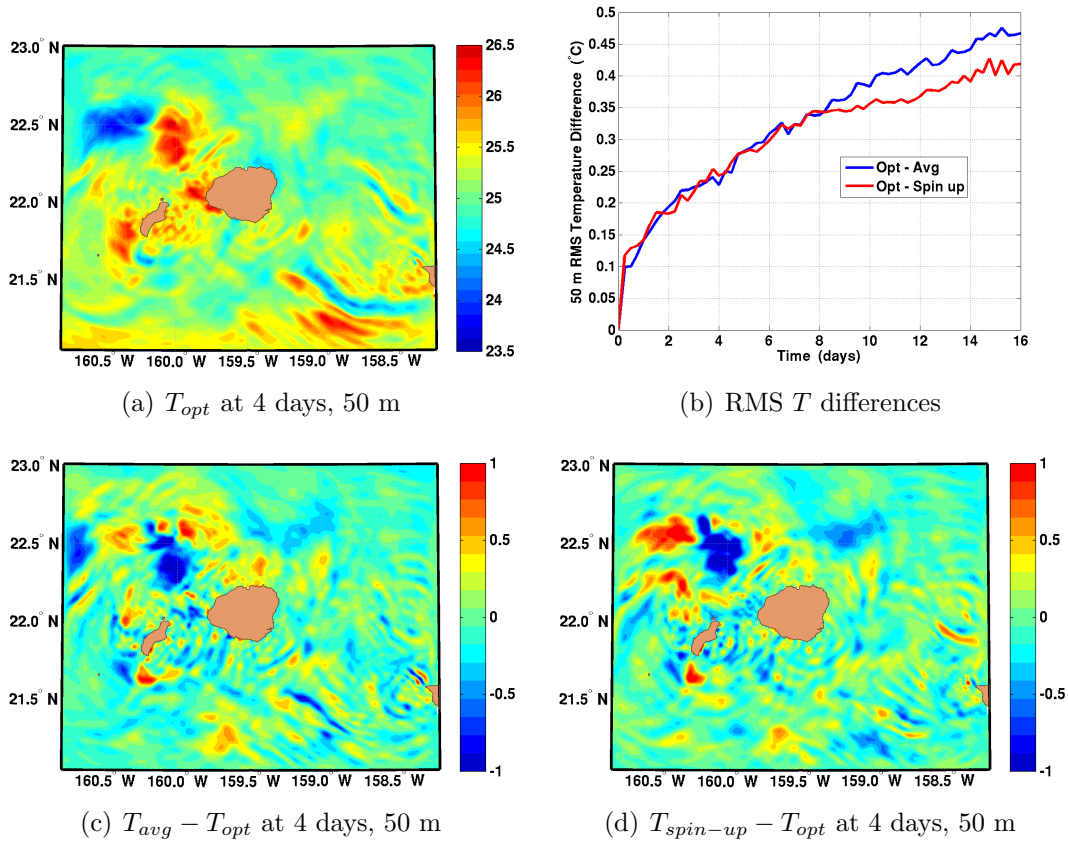 23.0° N
22.5°
22.0°
21.5°
160.5° W 160.0° W 159.5° W 159.0° W 158.5° W
26.5
26
25.5
25
24.5
24
23.5
(a) T_opt at 4 days, 50 m
50 m RMS Temperature Difference (°C)
0.5
0.45
0.4
0.35
0.3
0.25
0.2
0.15
0.1
0.05
0
0 2 4 6 8 10 12 14 16
Time (days)
Opt - Avg
Opt - Spin up
(b) RMS T differences
23.0° N
22.5°
22.0°
21.5°
160.5° W 160.0° W 159.5° W 159.0° W 158.5° W
1
0.5
0
-0.5
-1
(c) T_avg − T_opt at 4 days, 50 m
23.0° N
22.5°
22.0°
21.5°
160.5° W 160.0° W 159.5° W 159.0° W 158.5° W
1
0.5
0
-0.5
-1
(d) T_spin−up − T_opt at 4 days, 50 m